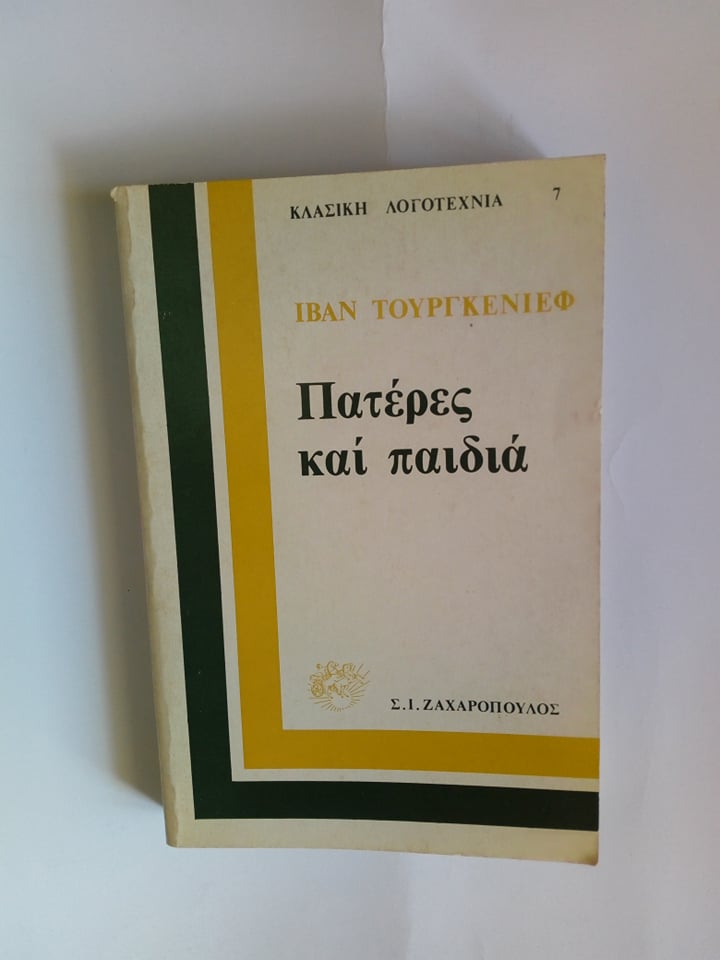 ΚΛΑΣΙΚΗ ΛΟΓΟΤΕΧΝΙΑ 7
ΙΒΑΝ ΤΟΥΡΓΚΕΝΙΕΦ
Πατέρες
καί παιδιά
Σ.Ι.ΖΑΧΑΡΟΠΟΥΛΟΣ